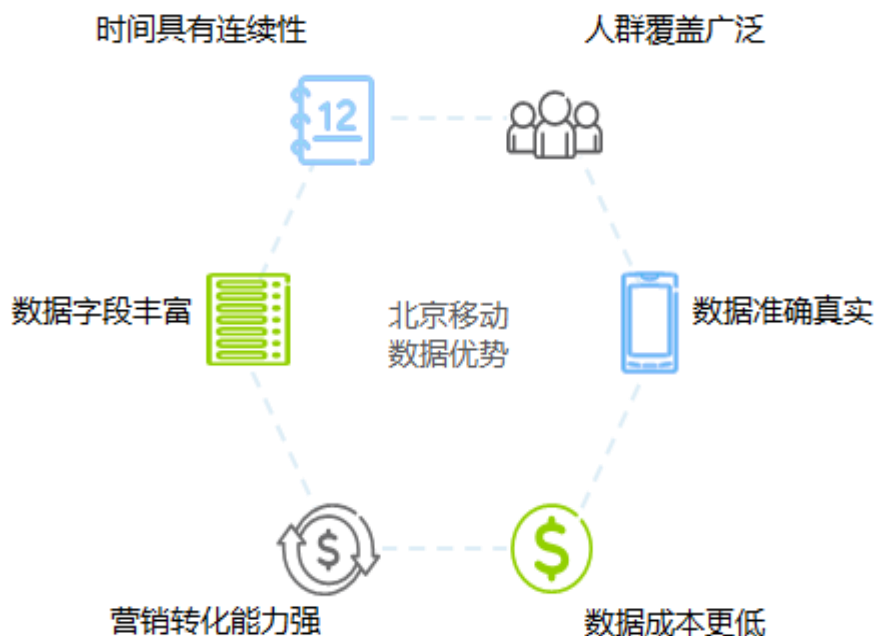 时间具有连续性
人群覆盖广泛
12
数据字段丰富
北京移动
数据优势
数据准确真实
$
$
营销转化能力强
数据成本更低